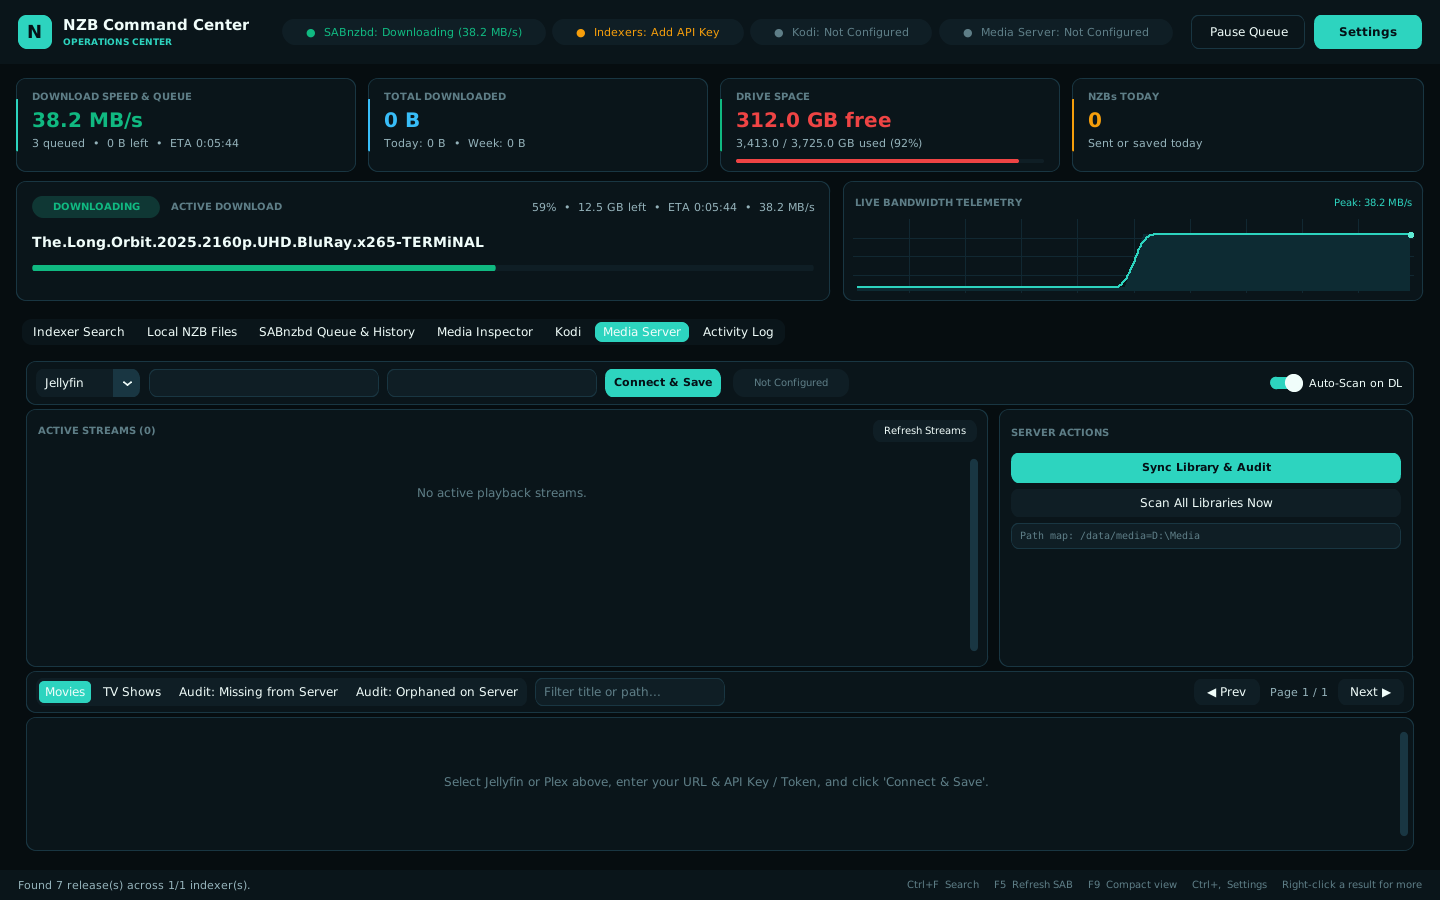 N
NZB Command Center
OPERATIONS CENTER
● SABnzbd: Downloading (38.2 MB/s)
● Indexers: Add API Key
● Kodi: Not Configured
● Media Server: Not Configured
Pause Queue
Settings
DOWNLOAD SPEED & QUEUE
38.2 MB/s
3 queued • 0 B left • ETA 0:05:44
TOTAL DOWNLOADED
0 B
Today: 0 B • Week: 0 B
DRIVE SPACE
312.0 GB free
3,413.0 / 3,725.0 GB used (92%)
NZBs TODAY
0
Sent or saved today
DOWNLOADING
ACTIVE DOWNLOAD
59% • 12.5 GB left • ETA 0:05:44 • 38.2 MB/s
The.Long.Orbit.2025.2160p.UHD.BluRay.x265-TERMiNAL
LIVE BANDWIDTH TELEMETRY
Peak: 38.2 MB/s
Indexer Search
Local NZB Files
SABnzbd Queue & History
Media Inspector
Kodi
Media Server
Activity Log
Jellyfin
Connect & Save
Not Configured
Auto-Scan on DL
ACTIVE STREAMS (0)
Refresh Streams
No active playback streams.
SERVER ACTIONS
Sync Library & Audit
Scan All Libraries Now
Path map: /data/media=D:\Media
Movies
TV Shows
Audit: Missing from Server
Audit: Orphaned on Server
Filter title or path...
◀ Prev
Page 1 / 1
Next ▶
Select Jellyfin or Plex above, enter your URL & API Key / Token, and click 'Connect & Save'.
Found 7 release(s) across 1/1 indexer(s).
Ctrl+F Search
F5 Refresh SAB
F9 Compact view
Ctrl+, Settings
Right-click a result for more